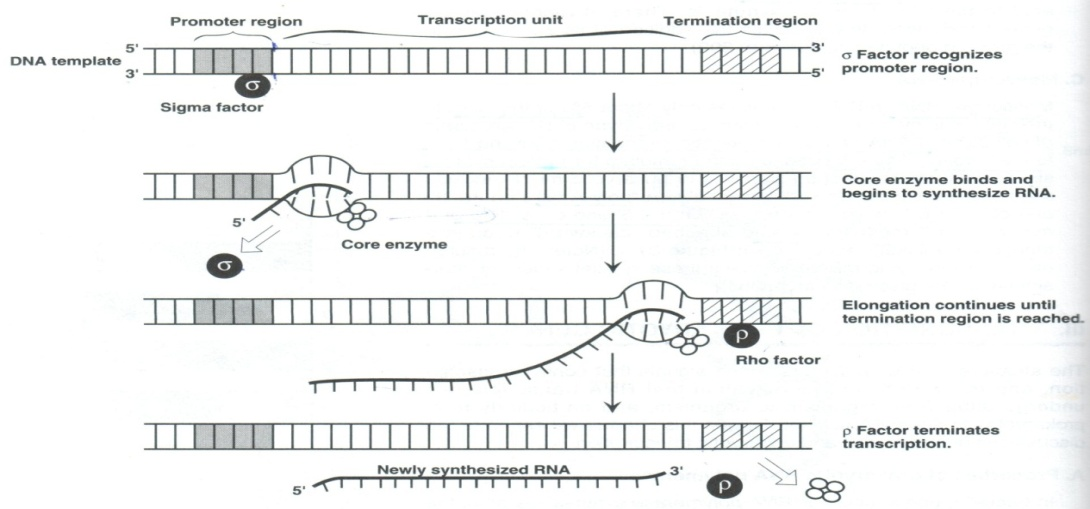 Promoter region Transcription unit Termination region
5' 3'
DNA template
3' 5'
σ Factor recognizes
promoter region.
σ
Sigma factor
Core enzyme binds and
begins to synthesize RNA.
5'
Core enzyme
σ
Elongation continues until
termination region is reached.
ρ
Rho factor
ρ Factor terminates
transcription.
Newly synthesized RNA
5' 3'
ρ